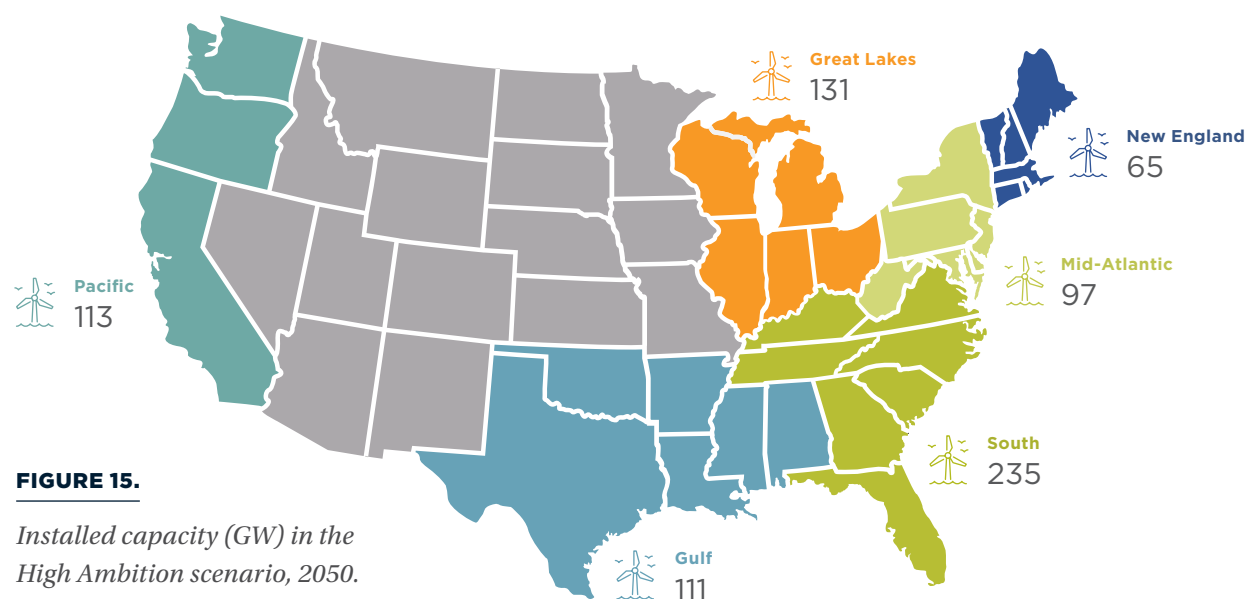 Great Lakes
131
New England
65
Mid-Atlantic
97
Pacific
113
South
235
Gulf
111
FIGURE 15.
Installed capacity (GW) in the
High Ambition scenario, 2050.